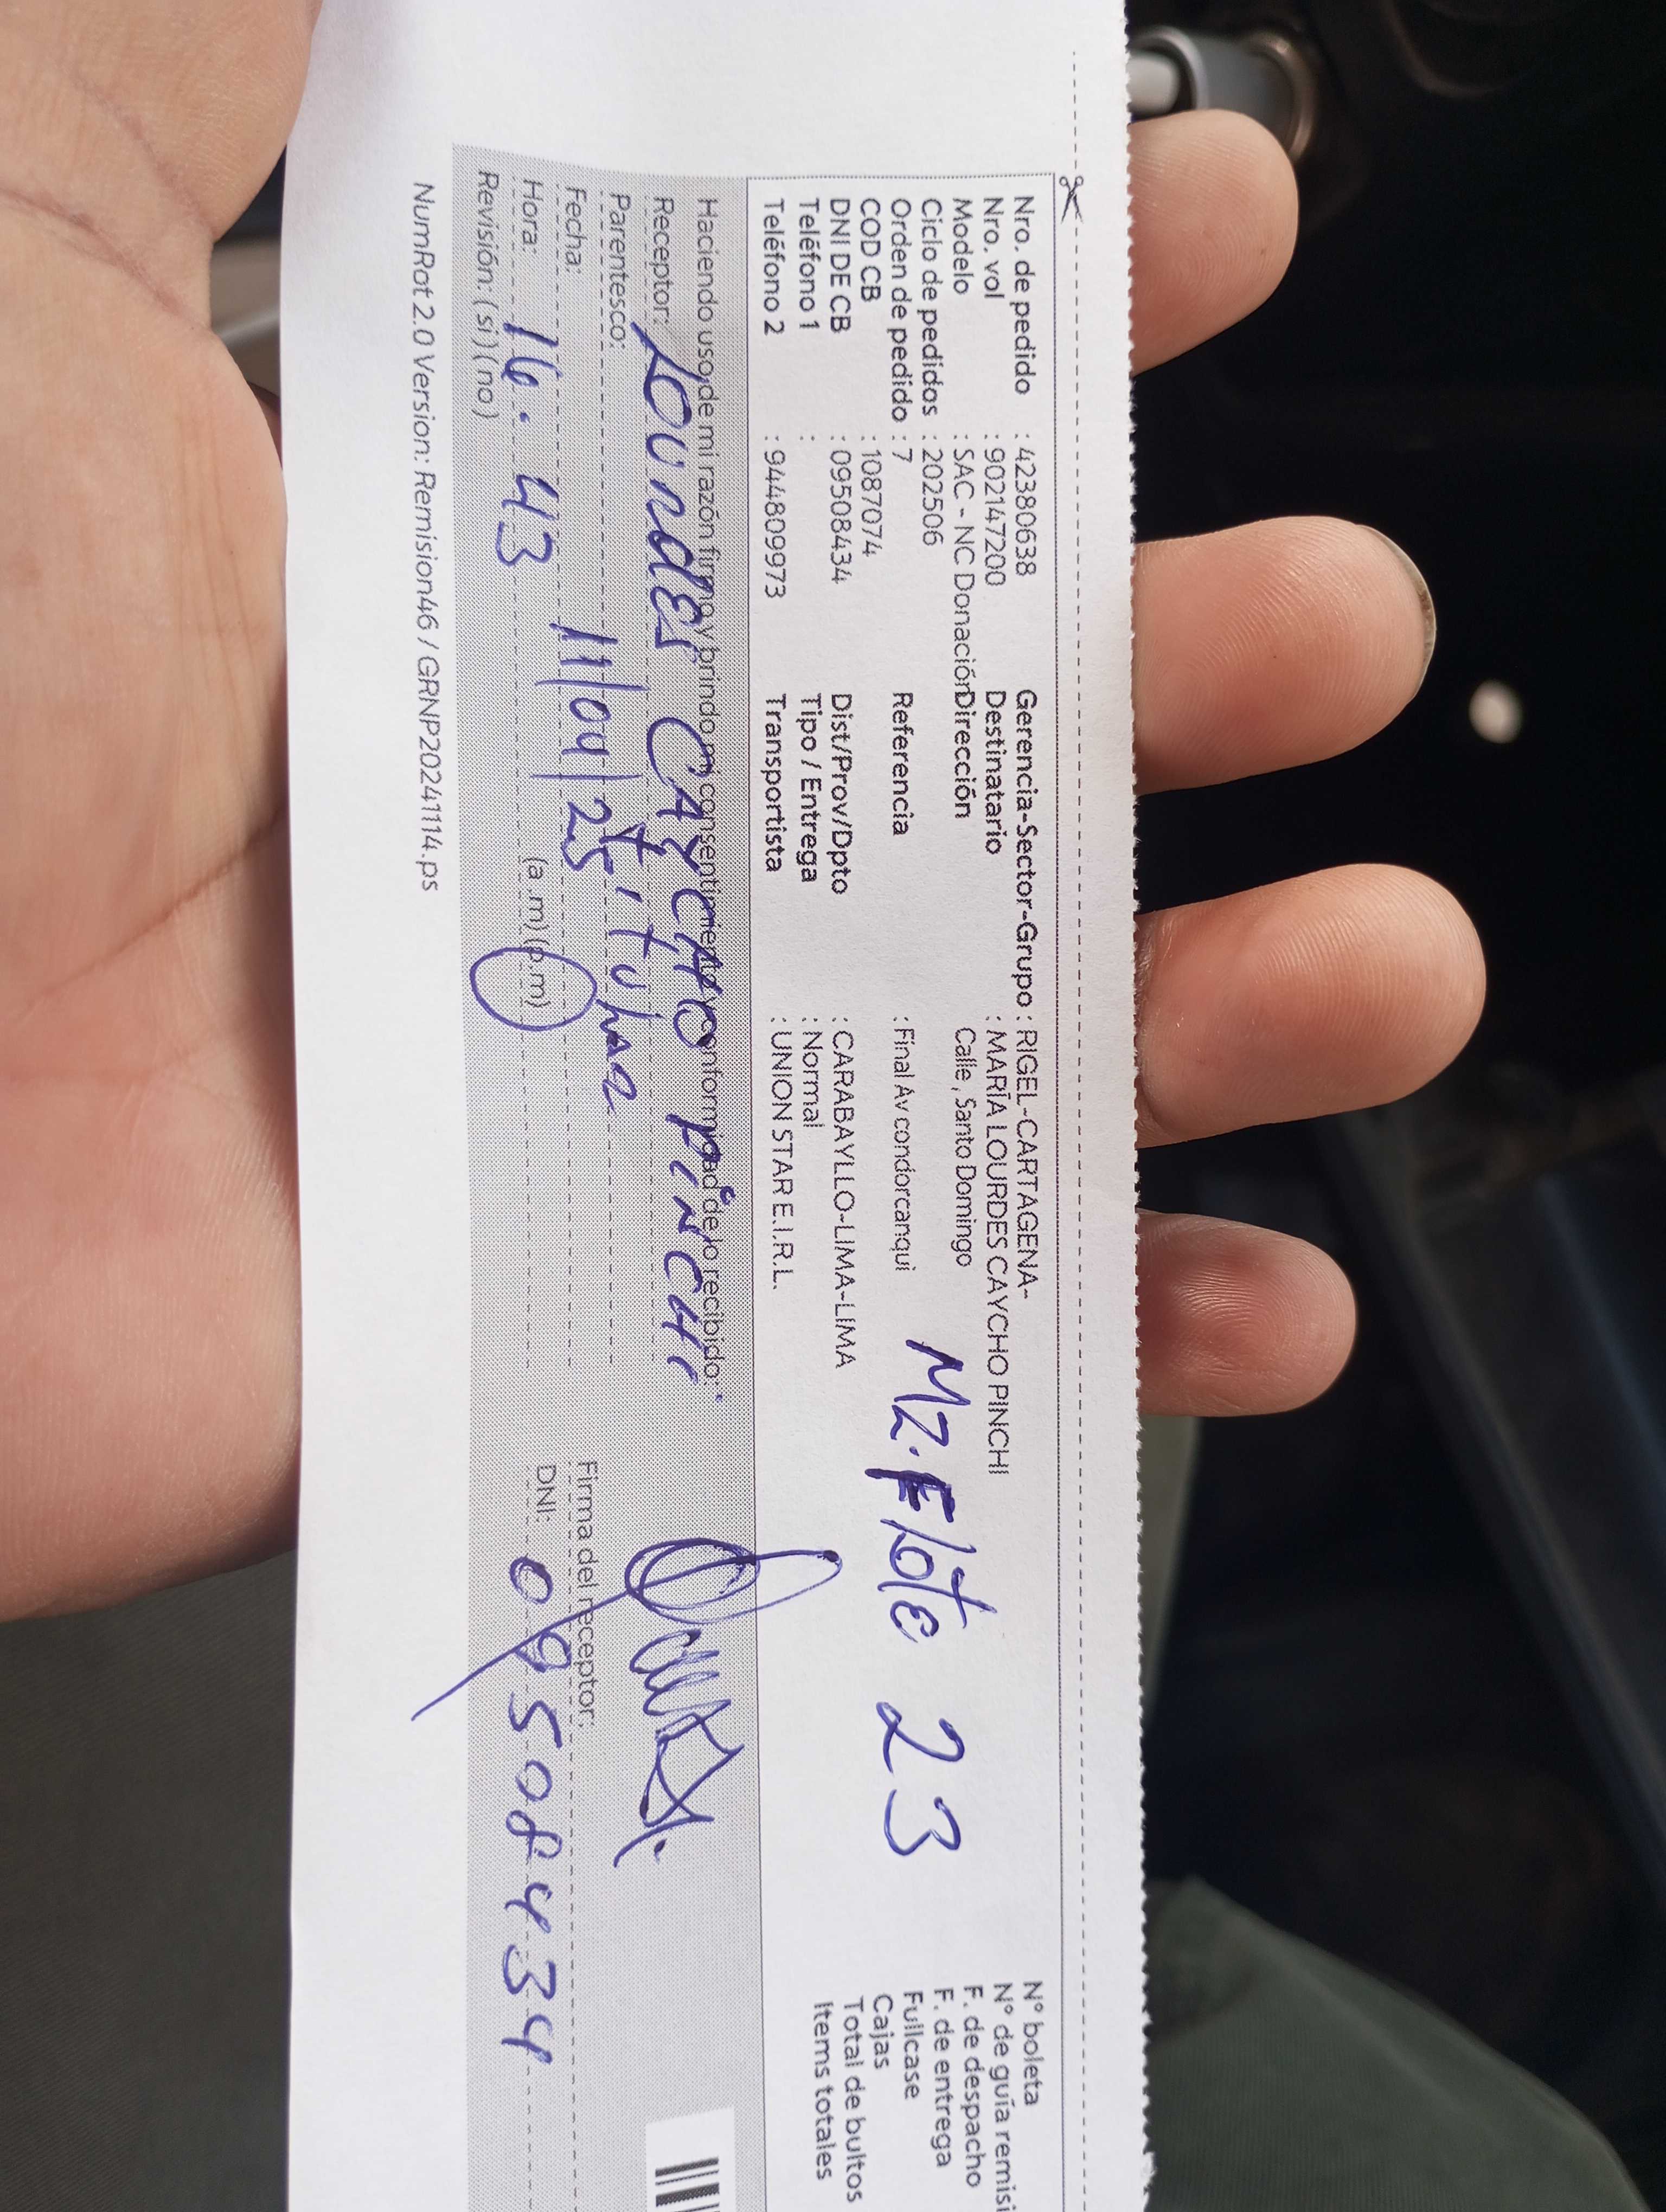 Nro. de pedido : 42380638 Gerencia-Sector-Grupo : RIGEL-CARTAGENA- N° boleta
Nro. vol : 902147200 Destinatario : MARÍA LOURDES CAYCHO PINCHI N° de guía remisi
Modelo : SAC - NC Donación Dirección Calle , Santo Domingo F. de despacho
Ciclo de pedidos : 202506 F. de entrega
Orden de pedido : 7 Referencia : Final Av condorcanqui Mz. F lote 23 Fullcase
COD CB : 1087074 Cajas
DNI DE CB : 09508434 Dist/Prov/Dpto : CARABAYLLO-LIMA-LIMA Total de bultos
Teléfono 1 : Tipo / Entrega : Normal Items totales
Teléfono 2 : 944809973 Transportista : UNION STAR E.I.R.L.
Haciendo uso de mi razón firmo y brindo mi consentimiento y conformidad de lo recibido:
Receptor: LOURDES CAYCHO PINCHI
Parentesco: titular
Fecha: 11/04/25 Firma del receptor:
Hora: 16.43 (a.m) (p.m) DNI: 09508434
Revisión: ( si ) ( no )
NumRot 2.0 Version: Remision46 / GRNP20241114.ps